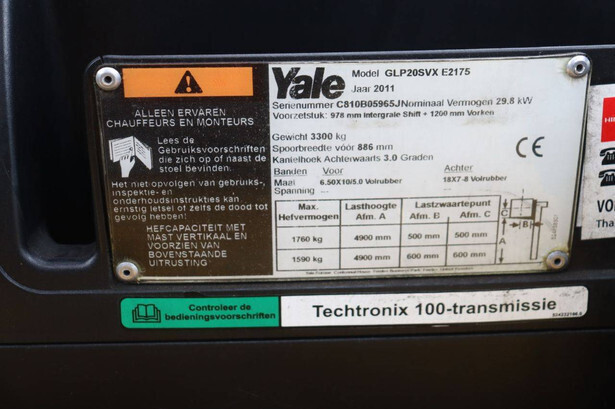 Yale
Model GLP20SVX E2175
Jaar 2011
Serienummer C810B05965J Nominaal Vermogen 29.8 kW
Voorzetstuk: 978 mm Intergrale Shift + 1200 mm Vorken
Gewicht 3300 kg
Spoorbreedte vóór 886 mm
Kanielhoek Achterwaarts 3.0 Graden
Banden Voor Achter
Maat 6.50X10/5.0 Volrubber 18X7-8 Volrubber
Max. Hefvermogen Lasthoogte Afm. A Lastzwaartepunt Afm. B Afm. C
1760 kg 4900 mm 500 mm 500 mm
1590 kg 4900 mm 600 mm 600 mm
C
B
A
CE
ALLEEN ERVAREN
CHAUFFEURS EN MONTEURS
Lees de
Gebruiksvoorschriften
die zich op of naast de
stoel bevinden.
Het niet-opvolgen van gebruiks-,
inspektie- en
onderhoudsinstrukties kan
ernstig letsel of zelfs de dood tot
gevolg hebben!
HEFCAPACITEIT MET
MAST VERTIKAAL EN
VOORZIEN VAN
BOVENSTAANDE
UITRUSTING
Controleer de
bedieningsvoorschriften
Techtronix 100-transmissie